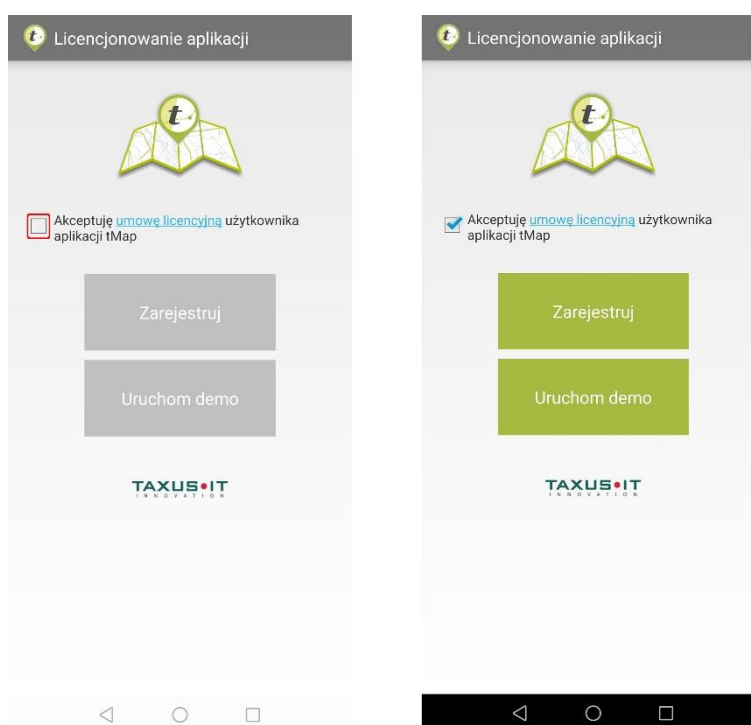 Licencjonowanie aplikacji
t
Akceptuję umowę licencyjną użytkownika
aplikacji tMap
Zarejestruj
Uruchom demo
TAXUS IT
INNOVATION
Licencjonowanie aplikacji
t
Akceptuję umowę licencyjną użytkownika
aplikacji tMap
Zarejestruj
Uruchom demo
TAXUS IT
INNOVATION